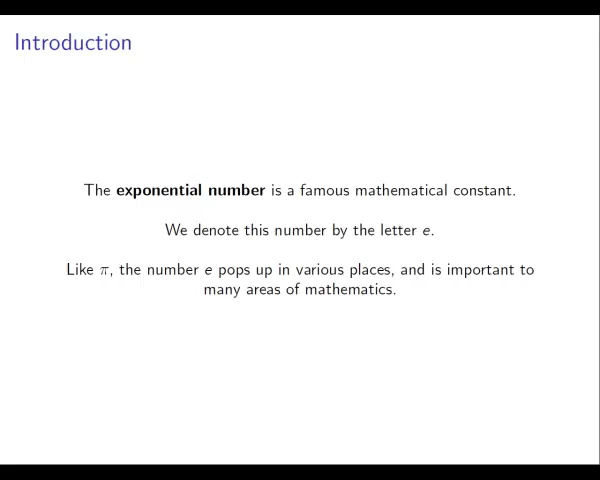 Introduction
The exponential number is a famous mathematical constant.
We denote this number by the letter e.
Like π, the number e pops up in various places, and is important to
many areas of mathematics.